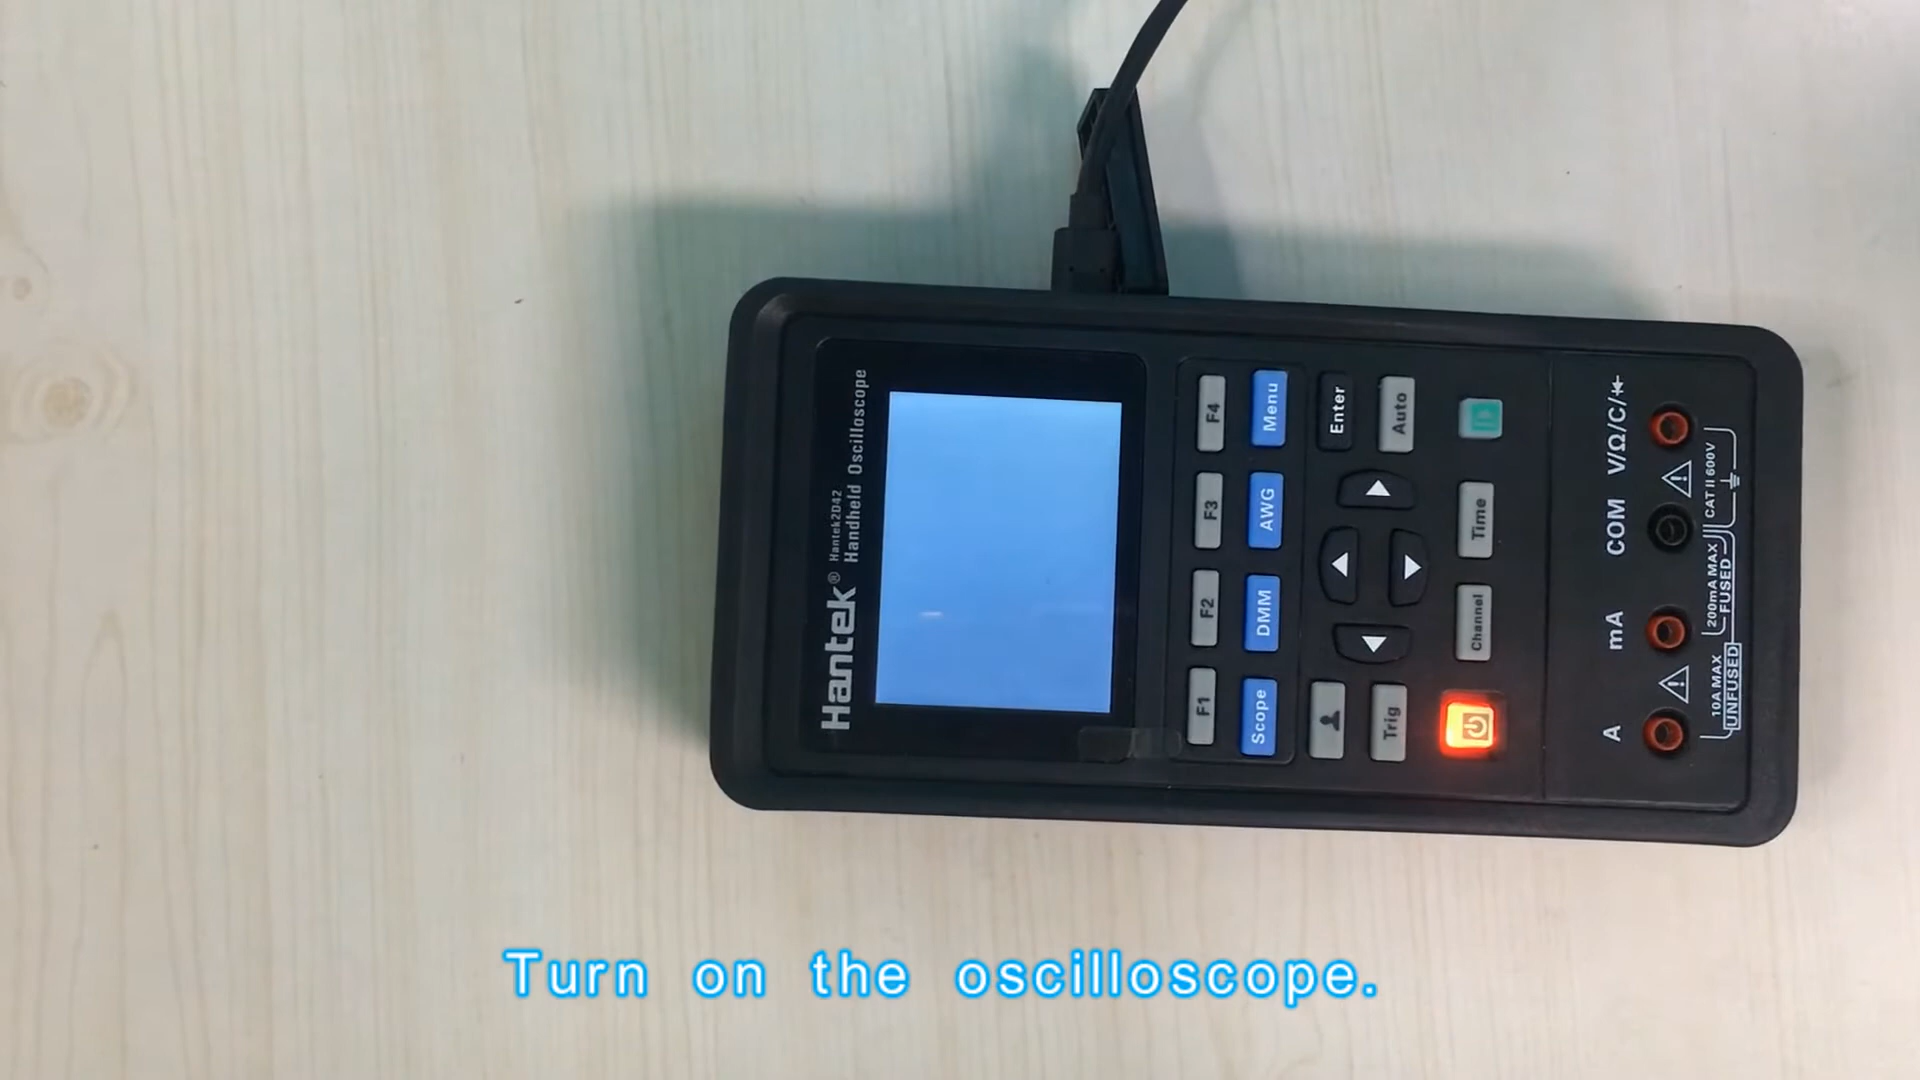 Hantek® Hantek2D42
Handheld Oscilloscope
F1 F2 F3 F4
Scope DMM AWG Menu
Enter
Trig Auto
Channel Time
A mA COM V/Ω/C/
10A MAX
UNFUSED
200mA MAX
FUSED
CAT II 600V
Turn on the oscilloscope.